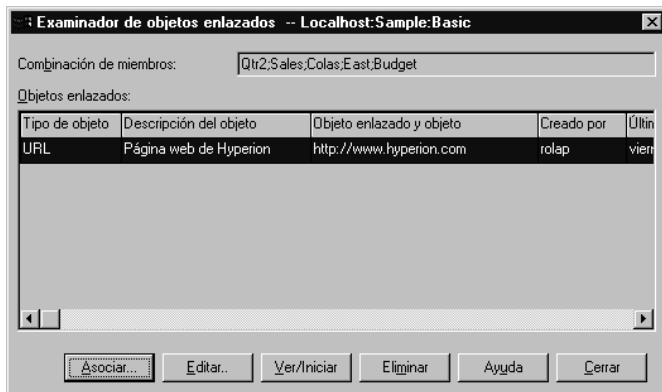 Examinador de objetos enlazados -- Localhost:Sample:Basic
Combinación de miembros: Qtr2;Sales;Colas;East;Budget
Objetos enlazados:
Tipo de objeto Descripción del objeto Objeto enlazado y objeto Creado por Últin
URL Página web de Hyperion http://www.hyperion.com rolap viern
Asociar... Editar.. Ver/Iniciar Eliminar Ayuda Cerrar